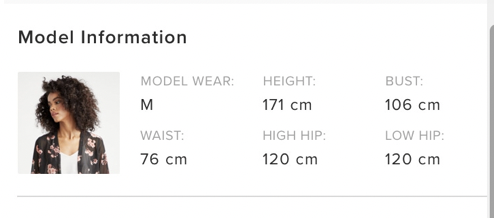 Model Information
MODEL WEAR: HEIGHT: BUST:
M 171 cm 106 cm
WAIST: HIGH HIP: LOW HIP:
76 cm 120 cm 120 cm